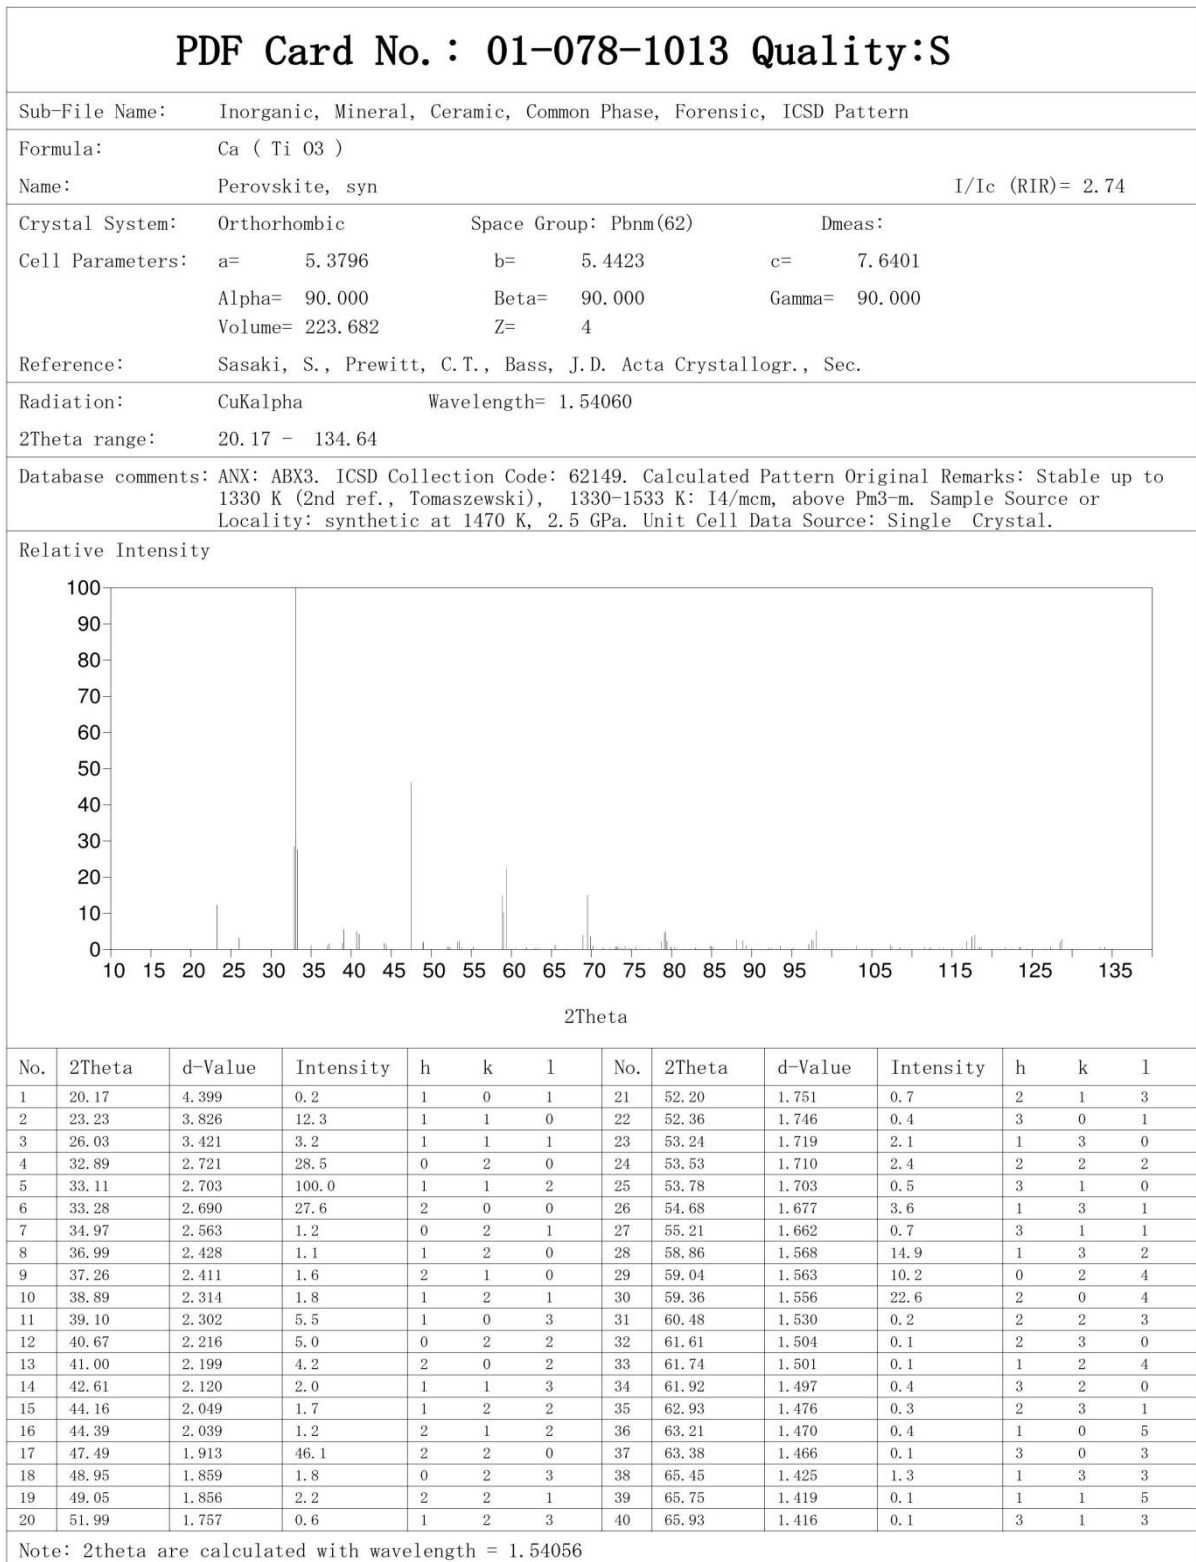 PDF Card No.: 01-078-1013 Quality:S
Sub-File Name: Inorganic, Mineral, Ceramic, Common Phase, Forensic, ICSD Pattern
Formula: Ca ( Ti O3 )
Name: Perovskite, syn I/Ic (RIR)= 2.74
Crystal System: Orthorhombic Space Group: Pbnm(62) Dmeas:
Cell Parameters: a= 5.3796 b= 5.4423 c= 7.6401
Alpha= 90.000 Beta= 90.000 Gamma= 90.000
Volume= 223.682 Z= 4
Reference: Sasaki, S., Prewitt, C.T., Bass, J.D. Acta Crystallogr., Sec.
Radiation: CuKalpha Wavelength= 1.54060
2Theta range: 20.17 - 134.64
Database comments: ANX: ABX3. ICSD Collection Code: 62149. Calculated Pattern Original Remarks: Stable up to
1330 K (2nd ref., Tomaszewski), 1330-1533 K: I4/mcm, above Pm3-m. Sample Source or
Locality: synthetic at 1470 K, 2.5 GPa. Unit Cell Data Source: Single Crystal.
Relative Intensity
100
90
80
70
60
50
40
30
20
10
0
10 15 20 25 30 35 40 45 50 55 60 65 70 75 80 85 90 95 105 115 125 135
2Theta
No. 2Theta d-Value Intensity h k l No. 2Theta d-Value Intensity h k l
1 20.17 4.399 0.2 1 0 1 21 52.20 1.751 0.7 2 1 3
2 23.23 3.826 12.3 1 1 0 22 52.36 1.746 0.4 3 0 1
3 26.03 3.421 3.2 1 1 1 23 53.24 1.719 2.1 1 3 0
4 32.89 2.721 28.5 0 2 0 24 53.53 1.710 2.4 2 2 2
5 33.11 2.703 100.0 1 1 2 25 53.78 1.703 0.5 3 1 0
6 33.28 2.690 27.6 2 0 0 26 54.68 1.677 3.6 1 3 1
7 34.97 2.563 1.2 0 2 1 27 55.21 1.662 0.7 3 1 1
8 36.99 2.428 1.1 1 2 0 28 58.86 1.568 14.9 1 3 2
9 37.26 2.411 1.6 2 1 0 29 59.04 1.563 10.2 0 2 4
10 38.89 2.314 1.8 1 2 1 30 59.36 1.556 22.6 2 0 4
11 39.10 2.302 5.5 1 0 3 31 60.48 1.530 0.2 2 2 3
12 40.67 2.216 5.0 0 2 2 32 61.61 1.504 0.1 2 3 0
13 41.00 2.199 4.2 2 0 2 33 61.74 1.501 0.1 1 2 4
14 42.61 2.120 2.0 1 1 3 34 61.92 1.497 0.4 3 2 0
15 44.16 2.049 1.7 1 2 2 35 62.93 1.476 0.3 2 3 1
16 44.39 2.039 1.2 2 1 2 36 63.21 1.470 0.4 1 0 5
17 47.49 1.913 46.1 2 2 0 37 63.38 1.466 0.1 3 0 3
18 48.95 1.859 1.8 0 2 3 38 65.45 1.425 1.3 1 3 3
19 49.05 1.856 2.2 2 2 1 39 65.75 1.419 0.1 1 1 5
20 51.99 1.757 0.6 1 2 3 40 65.93 1.416 0.1 3 1 3
Note: 2theta are calculated with wavelength = 1.54056